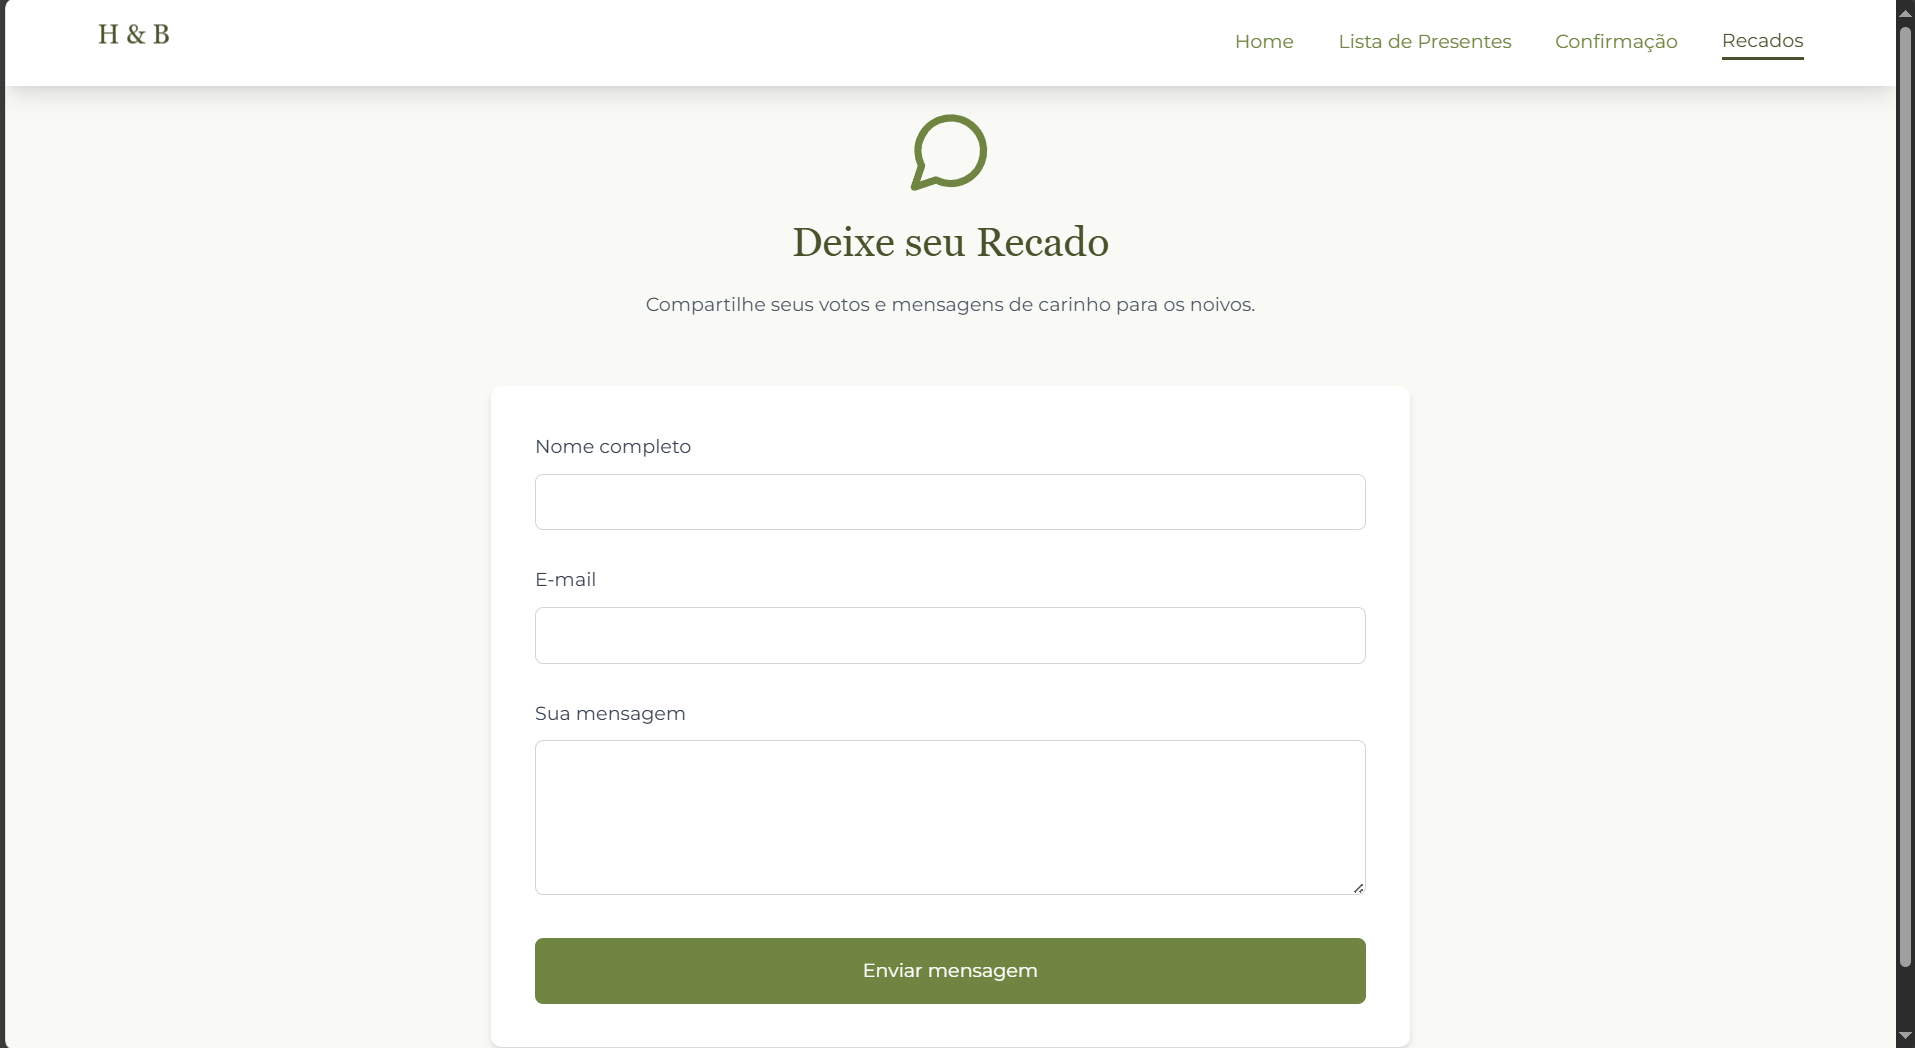 H & B
Home
Lista de Presentes
Confirmação
Recados
Deixe seu Recado
Compartilhe seus votos e mensagens de carinho para os noivos.
Nome completo
E-mail
Sua mensagem
Enviar mensagem